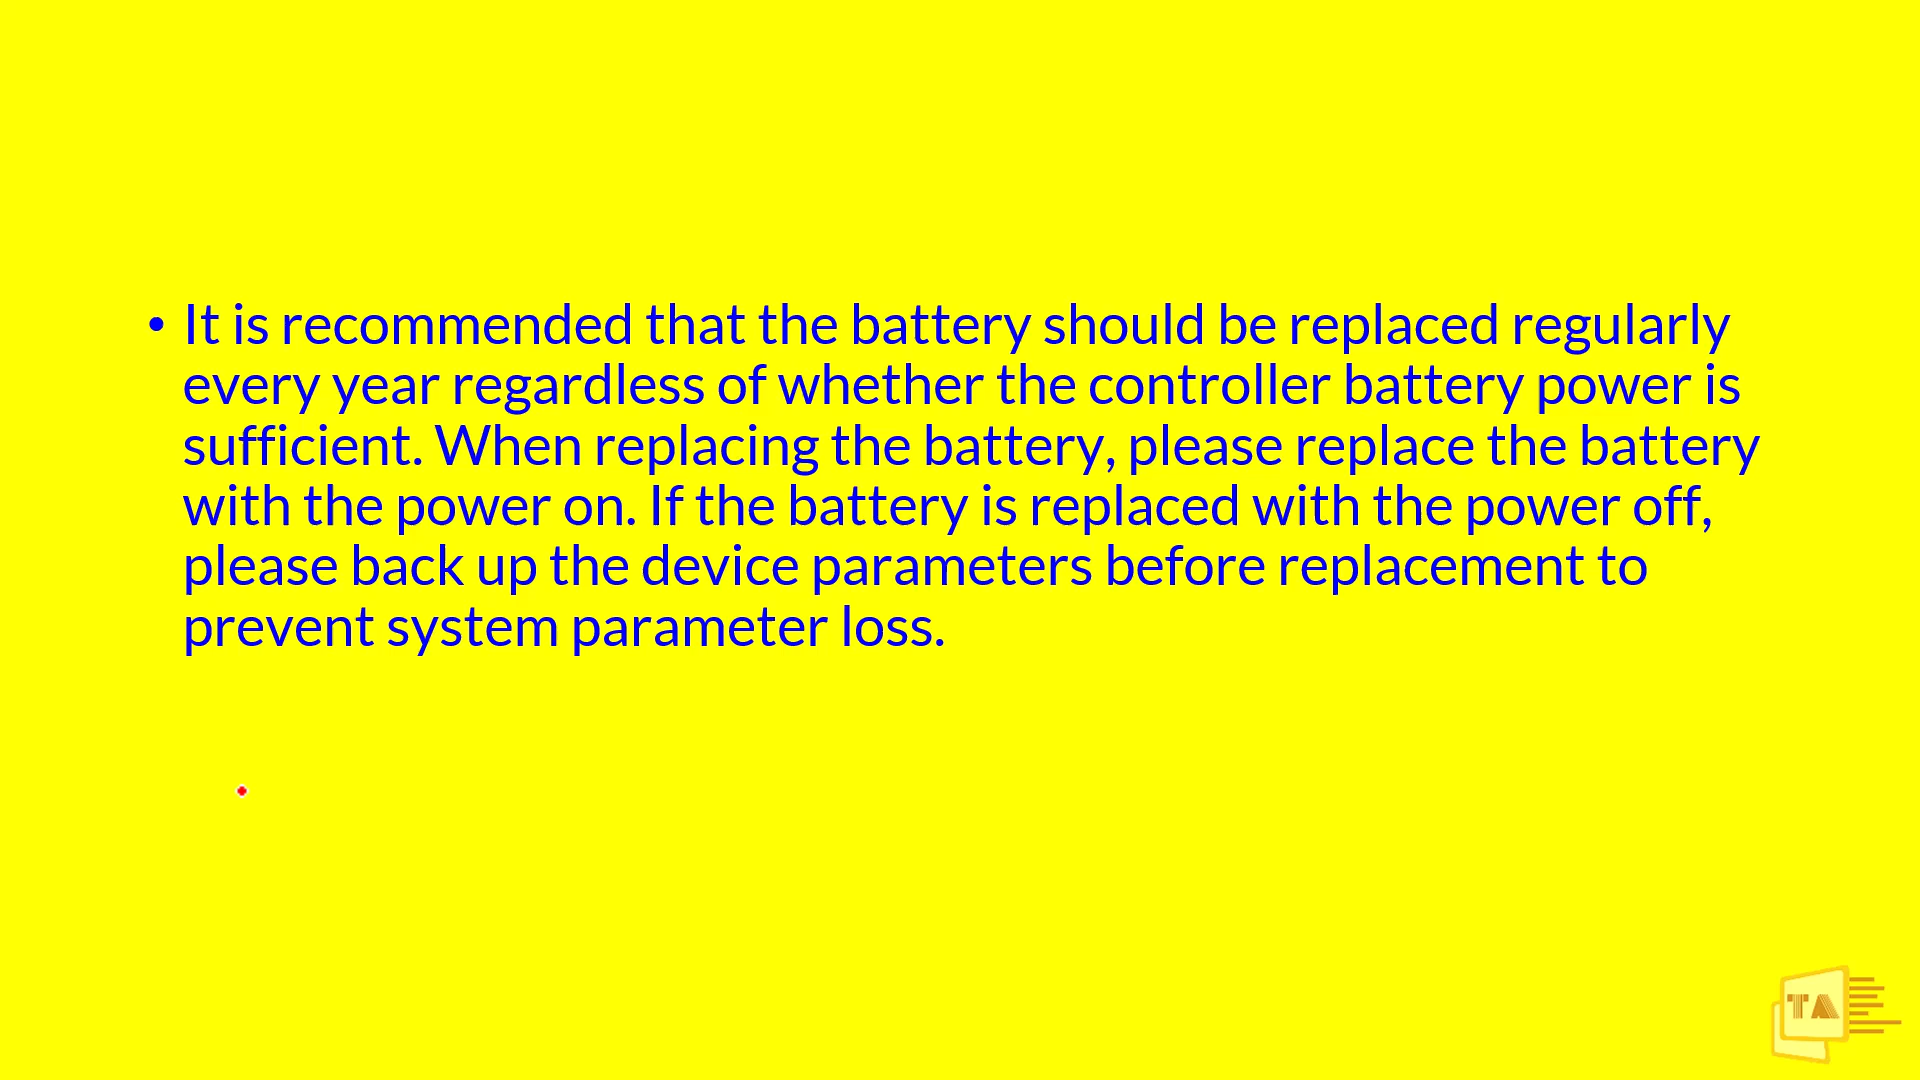 • It is recommended that the battery should be replaced regularly
every year regardless of whether the controller battery power is
sufficient. When replacing the battery, please replace the battery
with the power on. If the battery is replaced with the power off,
please back up the device parameters before replacement to
prevent system parameter loss.
TA